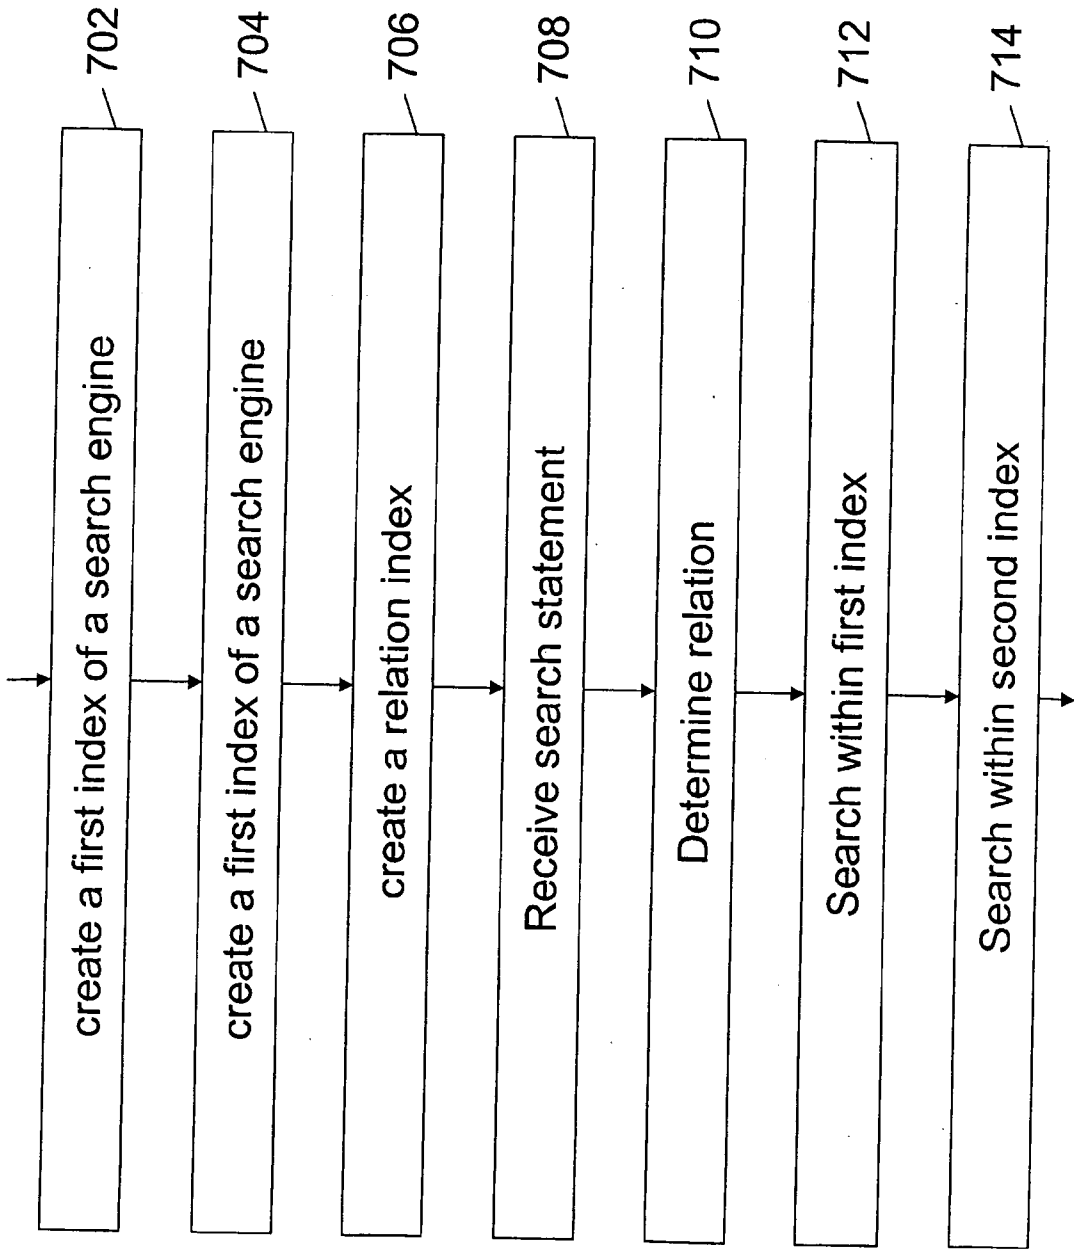 create a first index of a search engine
702
create a first index of a search engine
704
create a relation index
706
Receive search statement
708
Determine relation
710
Search within first index
712
Search within second index
714